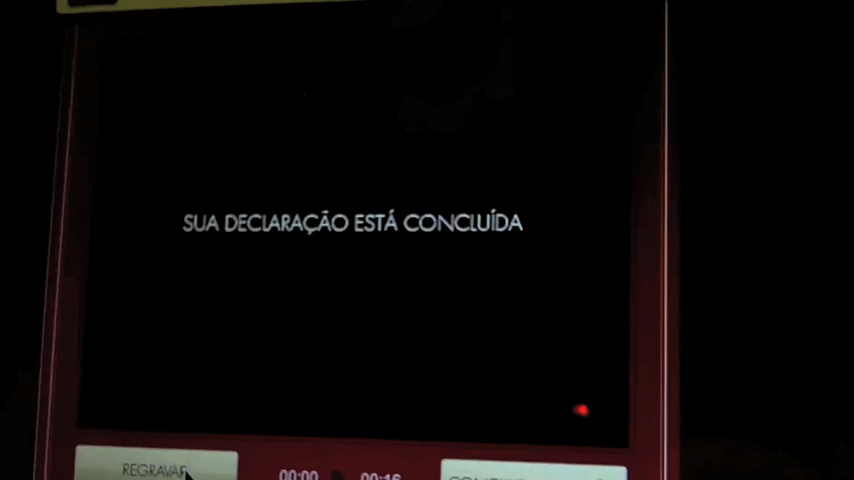 SUA DECLARAÇÃO ESTÁ CONCLUÍDA
REGRAVAR
00:00
00:16